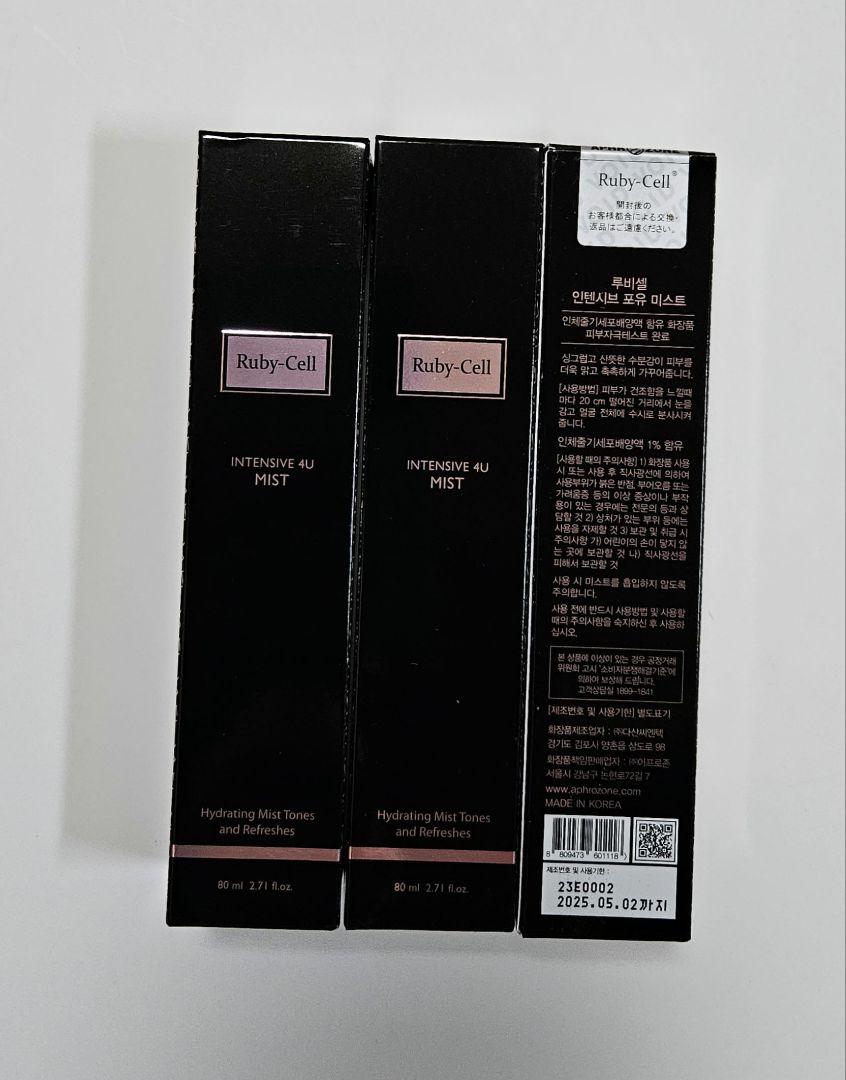 Ruby-Cell
INTENSIVE 4U
MIST
Hydrating Mist Tones
and Refreshes
80 ml 2.71 fl.oz.
Ruby-Cell
INTENSIVE 4U
MIST
Hydrating Mist Tones
and Refreshes
80 ml 2.71 fl.oz.
APHROZONE
Ruby-Cell®
開封後の
お客様都合による交換・
返品はご遠慮ください。
루비셀
인텐시브 포유 미스트
인체줄기세포배양액 함유 화장품
피부자극테스트 완료
싱그럽고 산뜻한 수분감이 피부를
더욱 맑고 촉촉하게 가꾸어줍니다.
[사용방법] 피부가 건조함을 느낄때
마다 20 cm 떨어진 거리에서 눈을
감고 얼굴 전체에 수시로 분사시켜
줍니다.
인체줄기세포배양액 1% 함유
[사용할 때의 주의사항] 1) 화장품 사용
시 또는 사용 후 직사광선에 의하여
사용부위가 붉은 반점, 부어오름 또는
가려움증 등의 이상 증상이나 부작
용이 있는 경우에는 전문의 등과 상
담할 것 2) 상처가 있는 부위 등에는
사용을 자제할 것 3) 보관 및 취급 시
주의사항 가) 어린이의 손이 닿지 않
는 곳에 보관할 것 나) 직사광선을
피해서 보관할 것
사용 시 미스트를 흡입하지 않도록
주의합니다.
사용 전에 반드시 사용방법 및 사용할
때의 주의사항을 숙지하신 후 사용하
십시오.
본 상품에 이상이 있는 경우 공정거래
위원회 고시 '소비자분쟁해결기준'에
의하여 보상해 드립니다.
고객상담실 1899-1841
[제조번호 및 사용기한] 별도표기
화장품제조업자 : ㈜다산씨엔텍
경기도 김포시 양촌읍 삼도로 98
화장품책임판매업자 : ㈜아프로존
서울시 강남구 논현로72길 7
www.aphrozone.com
MADE IN KOREA
8 809473 601118
제조번호 및 사용기한 :
23E0002
2025.05.02까지